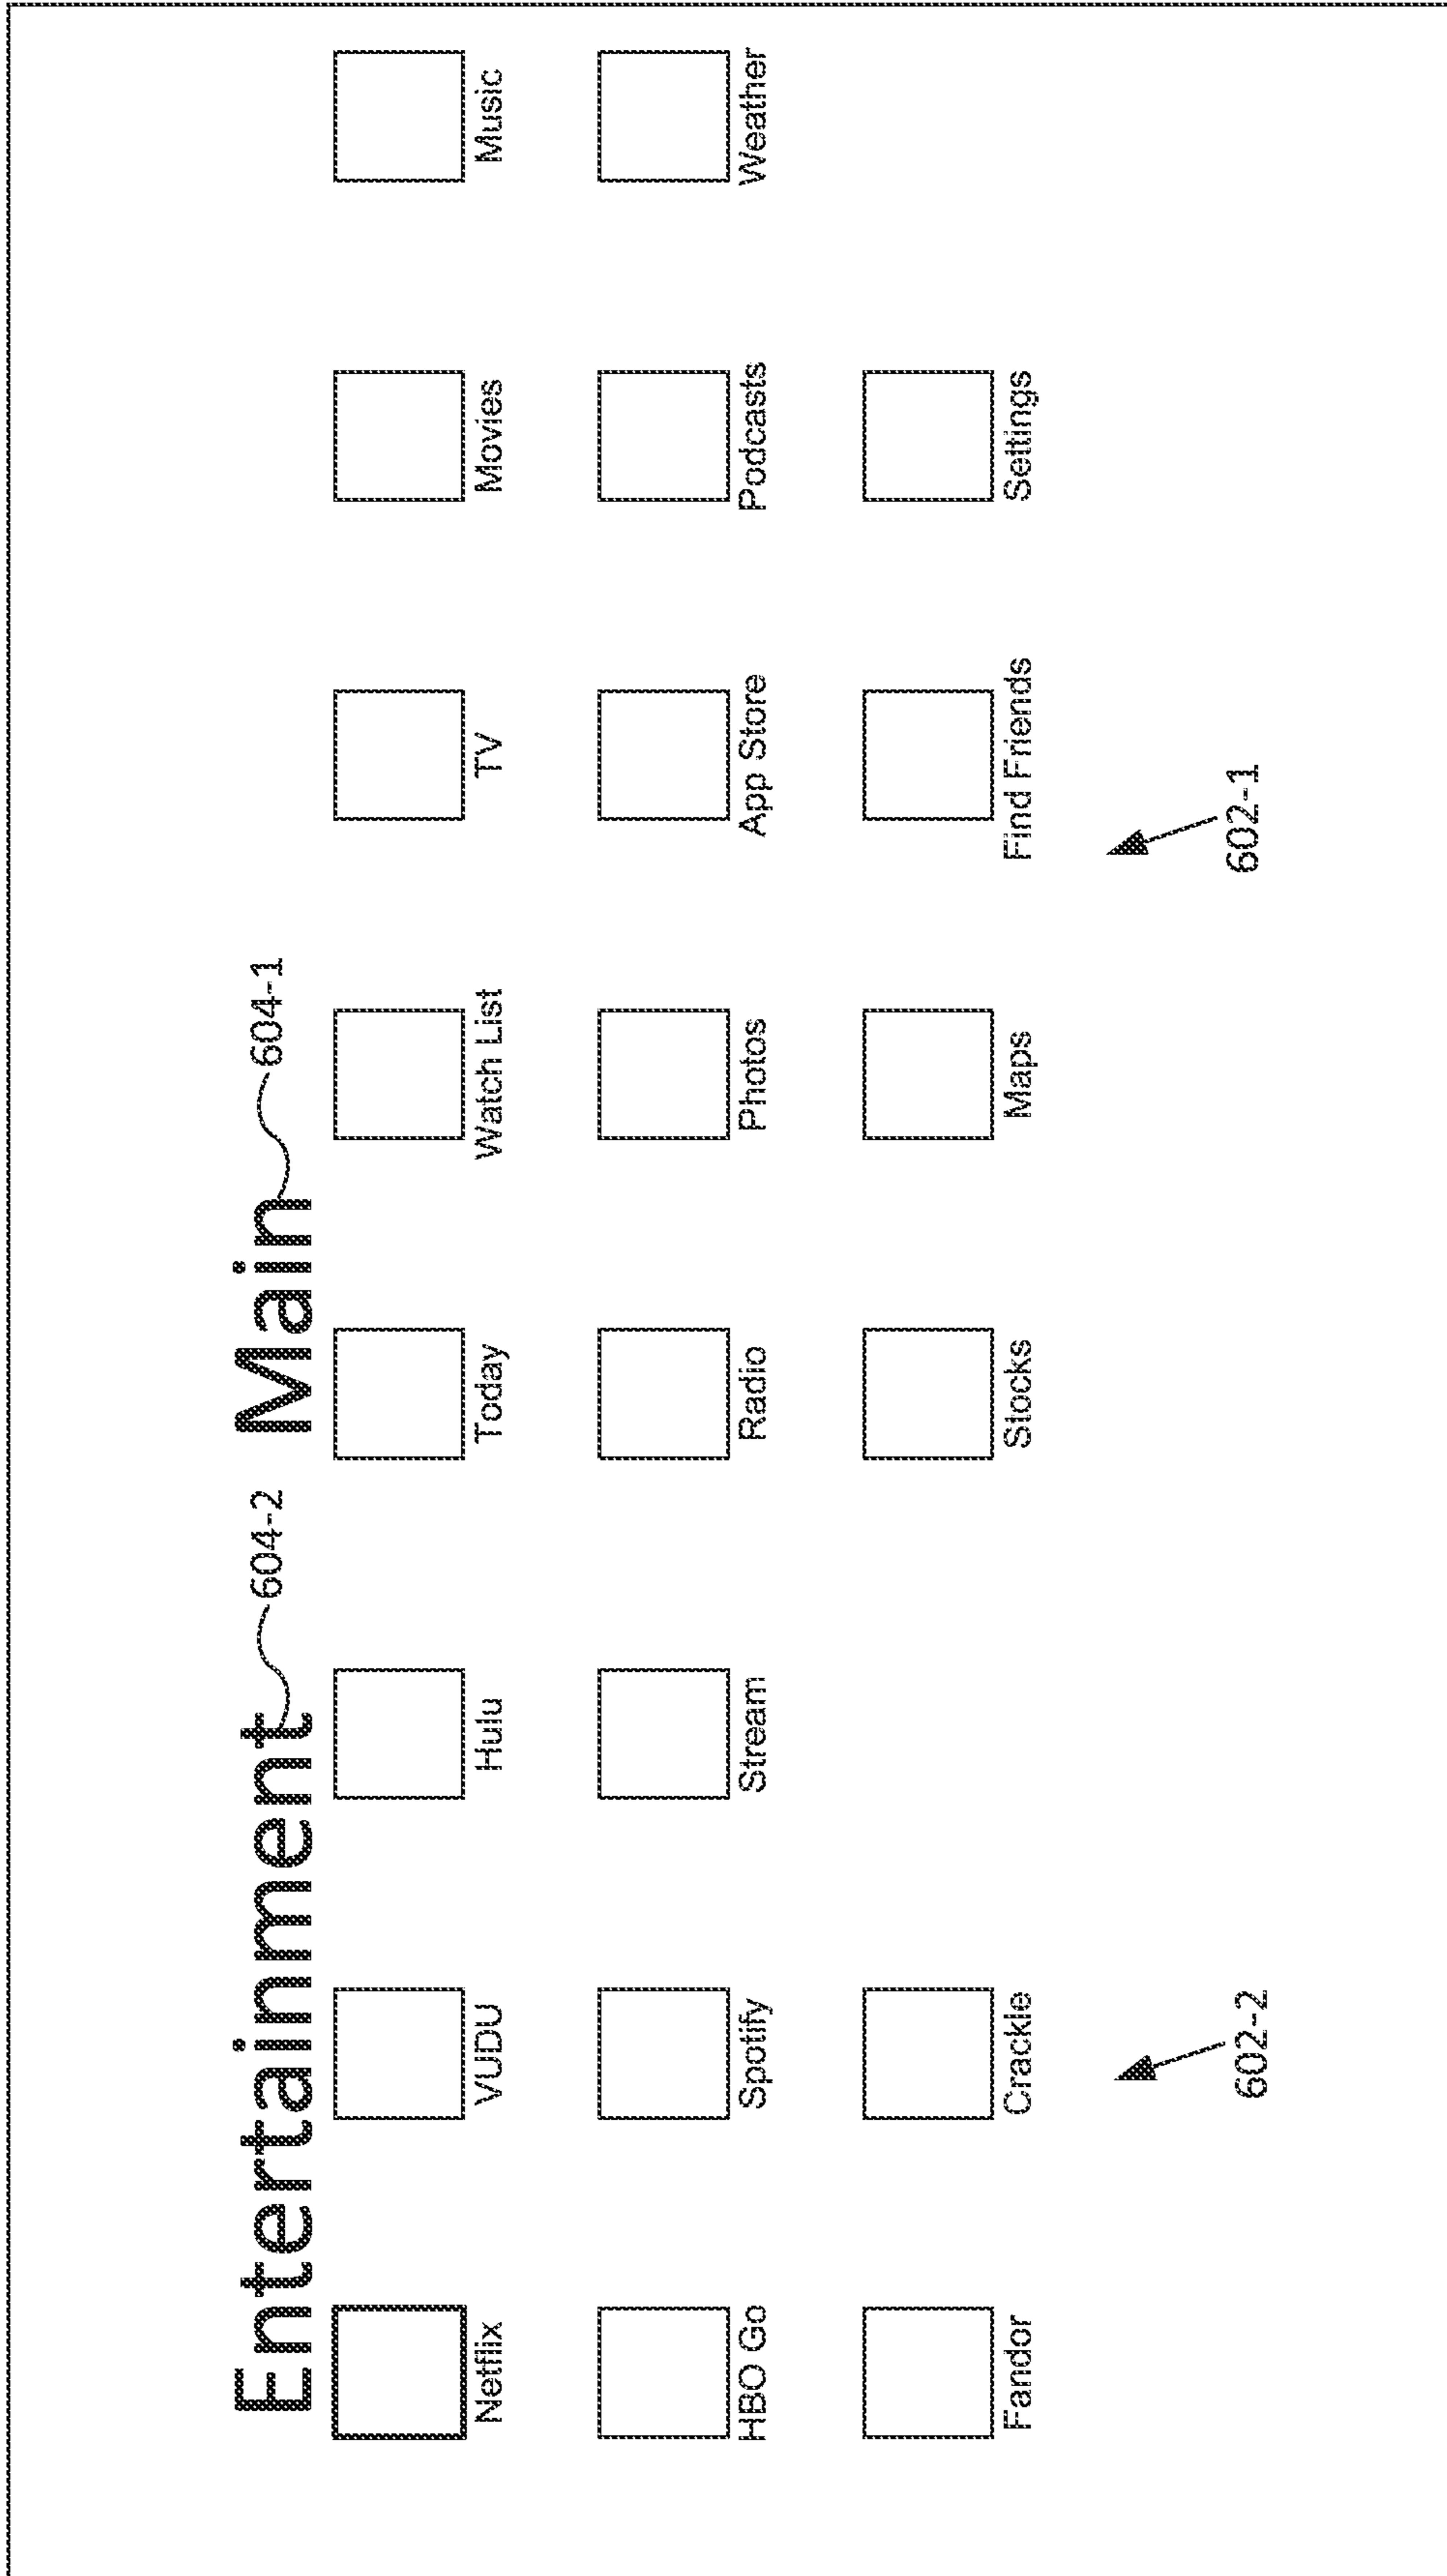 Entertainment 604-2 Main 604-1
Netflix VUDU Hulu Today Watch List TV Movies Music
HBO Go Spotify Stream Radio Photos App Store Podcasts Weather
Fandor Crackle Stocks Maps Find Friends Settings
602-2 602-1